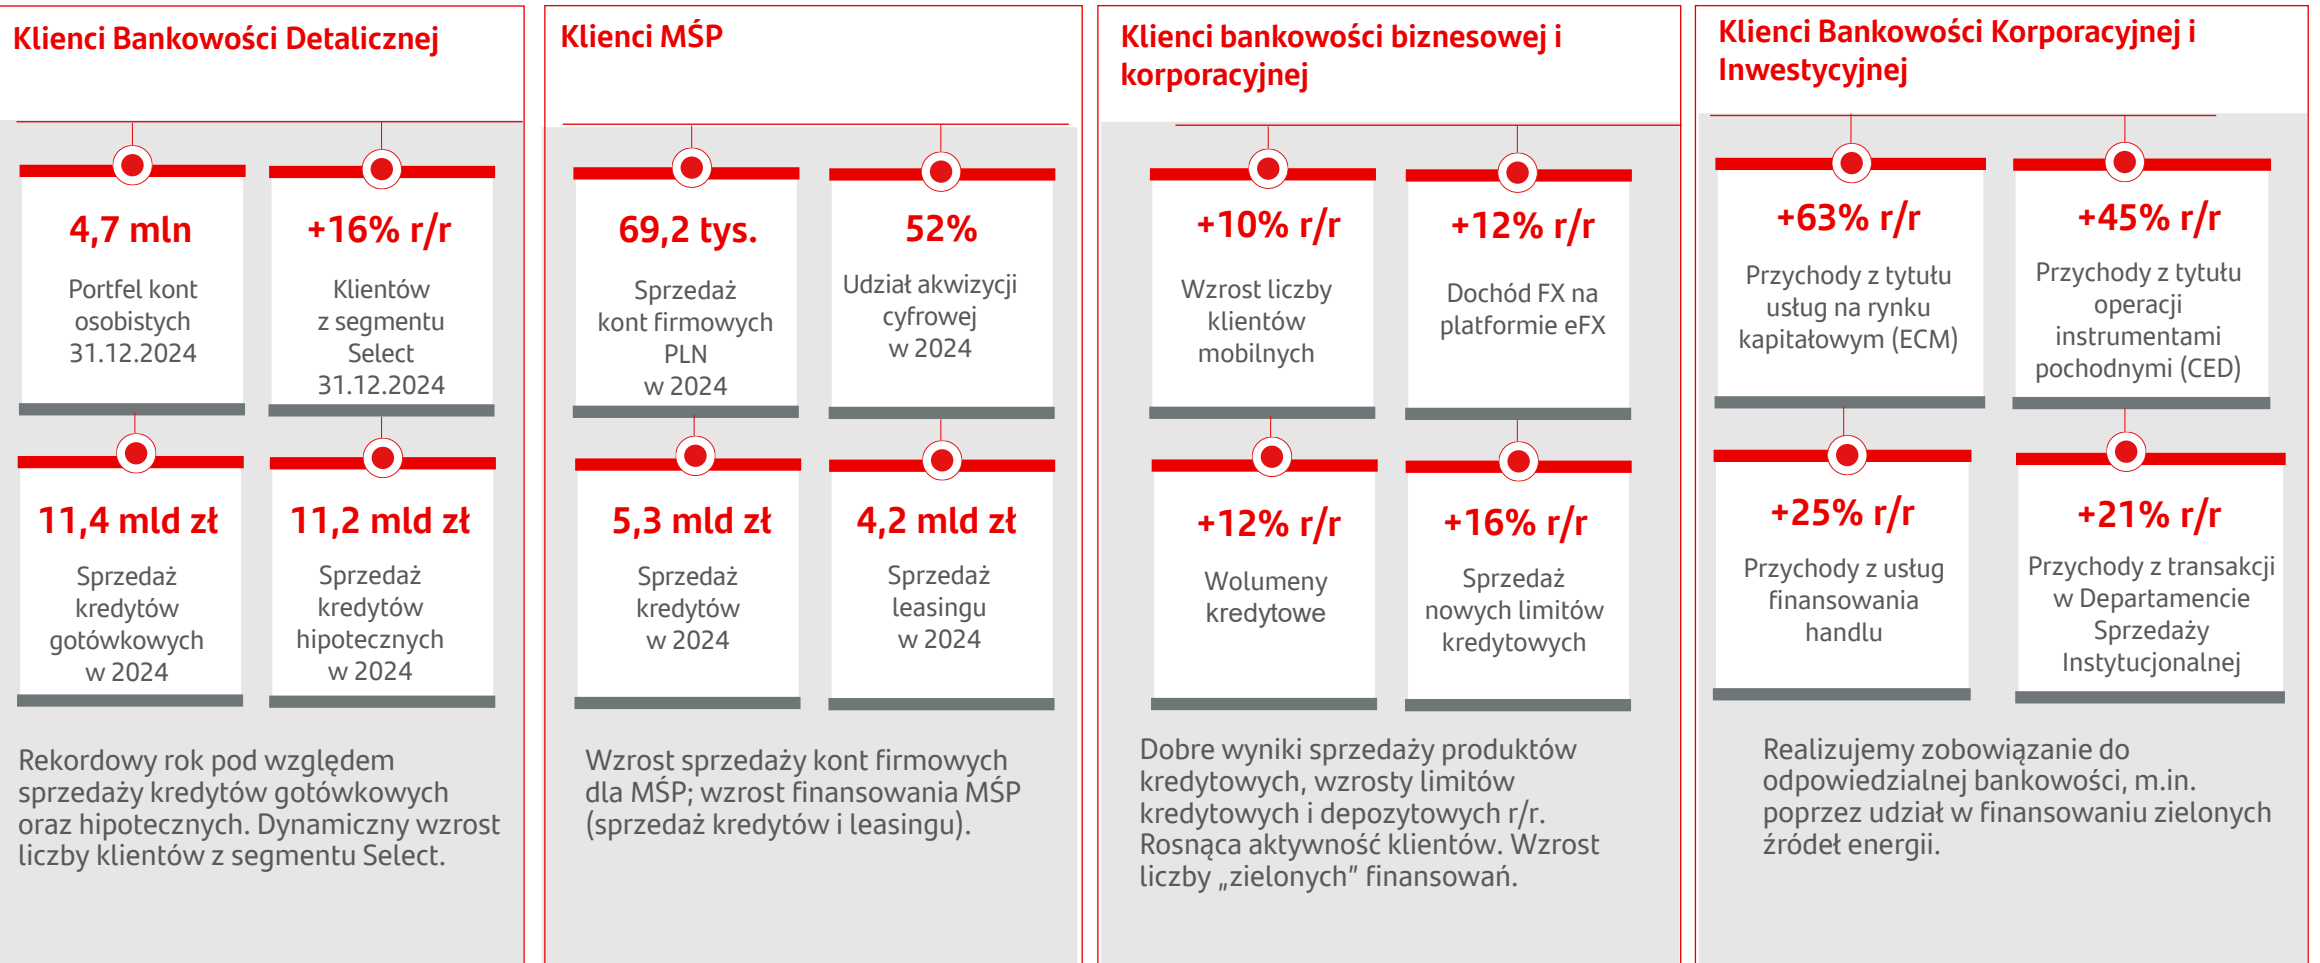 Klienci Bankowości Detalicznej
4,7 mln
Portfel kont
osobistych
31.12.2024
+16% r/r
Klientów
z segmentu
Select
31.12.2024
11,4 mld zł
Sprzedaż
kredytów
gotówkowych
w 2024
11,2 mld zł
Sprzedaż
kredytów
hipotecznych
w 2024
Rekordowy rok pod względem
sprzedaży kredytów gotówkowych
oraz hipotecznych. Dynamiczny wzrost
liczby klientów z segmentu Select.
Klienci MŚP
69,2 tys.
Sprzedaż
kont firmowych
PLN
w 2024
52%
Udział akwizycji
cyfrowej
w 2024
5,3 mld zł
Sprzedaż
kredytów
w 2024
4,2 mld zł
Sprzedaż
leasingu
w 2024
Wzrost sprzedaży kont firmowych
dla MŚP; wzrost finansowania MŚP
(sprzedaż kredytów i leasingu).
Klienci bankowości biznesowej i
korporacyjnej
+10% r/r
Wzrost liczby
klientów
mobilnych
+12% r/r
Dochód FX na
platformie eFX
+12% r/r
Wolumeny
kredytowe
+16% r/r
Sprzedaż
nowych limitów
kredytowych
Dobre wyniki sprzedaży produktów
kredytowych, wzrosty limitów
kredytowych i depozytowych r/r.
Rosnąca aktywność klientów. Wzrost
liczby „zielonych” finansowań.
Klienci Bankowości Korporacyjnej i
Inwestycyjnej
+63% r/r
Przychody z tytułu
usług na rynku
kapitałowym (ECM)
+45% r/r
Przychody z tytułu
operacji
instrumentami
pochodnymi (CED)
+25% r/r
Przychody z usług
finansowania
handlu
+21% r/r
Przychody z transakcji
w Departamencie
Sprzedaży
Instytucjonalnej
Realizujemy zobowiązanie do
odpowiedzialnej bankowości, m.in.
poprzez udział w finansowaniu zielonych
źródeł energii.